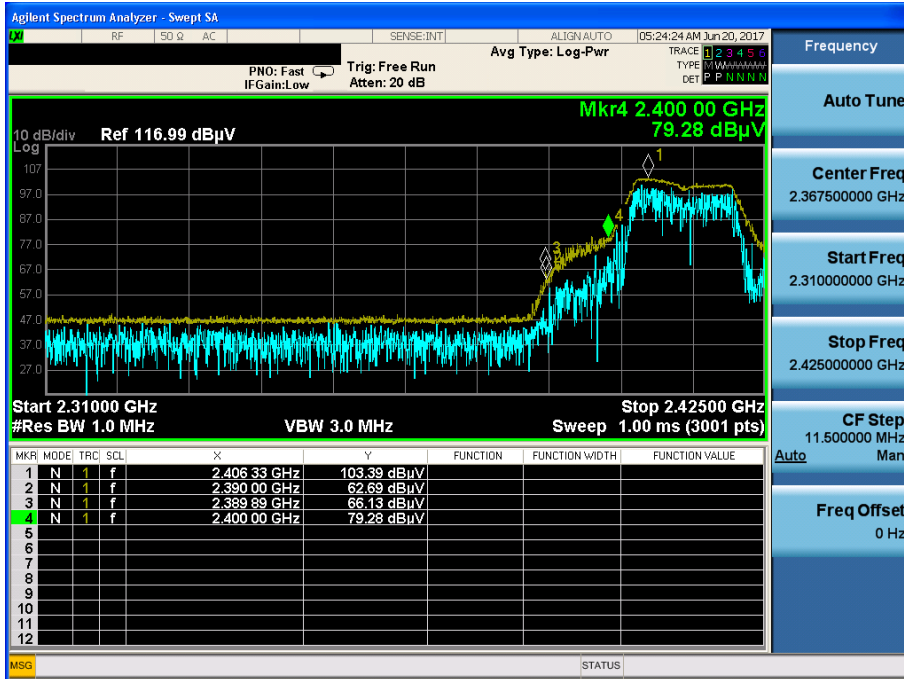 Agilent Spectrum Analyzer - Swept SA
LXI RF 50 Ω AC SENSE:INT ALIGN AUTO 05:24:24 AM Jun 20, 2017
Avg Type: Log-Pwr TRACE 1 2 3 4 5 6
PNO: Fast Trig: Free Run TYPE M W W W W W
IFGain:Low Atten: 20 dB DET P P N N N N
Mkr4 2.400 00 GHz
79.28 dBµV
10 dB/div Ref 116.99 dBµV
Log
107
97.0
87.0
77.0
67.0
57.0
47.0
37.0
27.0
1
4
3
Start 2.31000 GHz Stop 2.42500 GHz
#Res BW 1.0 MHz VBW 3.0 MHz Sweep 1.00 ms (3001 pts)
MKR MODE TRC SCL X Y FUNCTION FUNCTION WIDTH FUNCTION VALUE
1 N 1 f 2.406 33 GHz 103.39 dBµV
2 N 1 f 2.390 00 GHz 62.69 dBµV
3 N 1 f 2.389 89 GHz 66.13 dBµV
4 N 1 f 2.400 00 GHz 79.28 dBµV
5
6
7
8
9
10
11
12
MSG STATUS
Frequency
Auto Tune
Center Freq
2.367500000 GHz
Start Freq
2.310000000 GHz
Stop Freq
2.425000000 GHz
CF Step
11.500000 MHz
Auto Man
Freq Offset
0 Hz